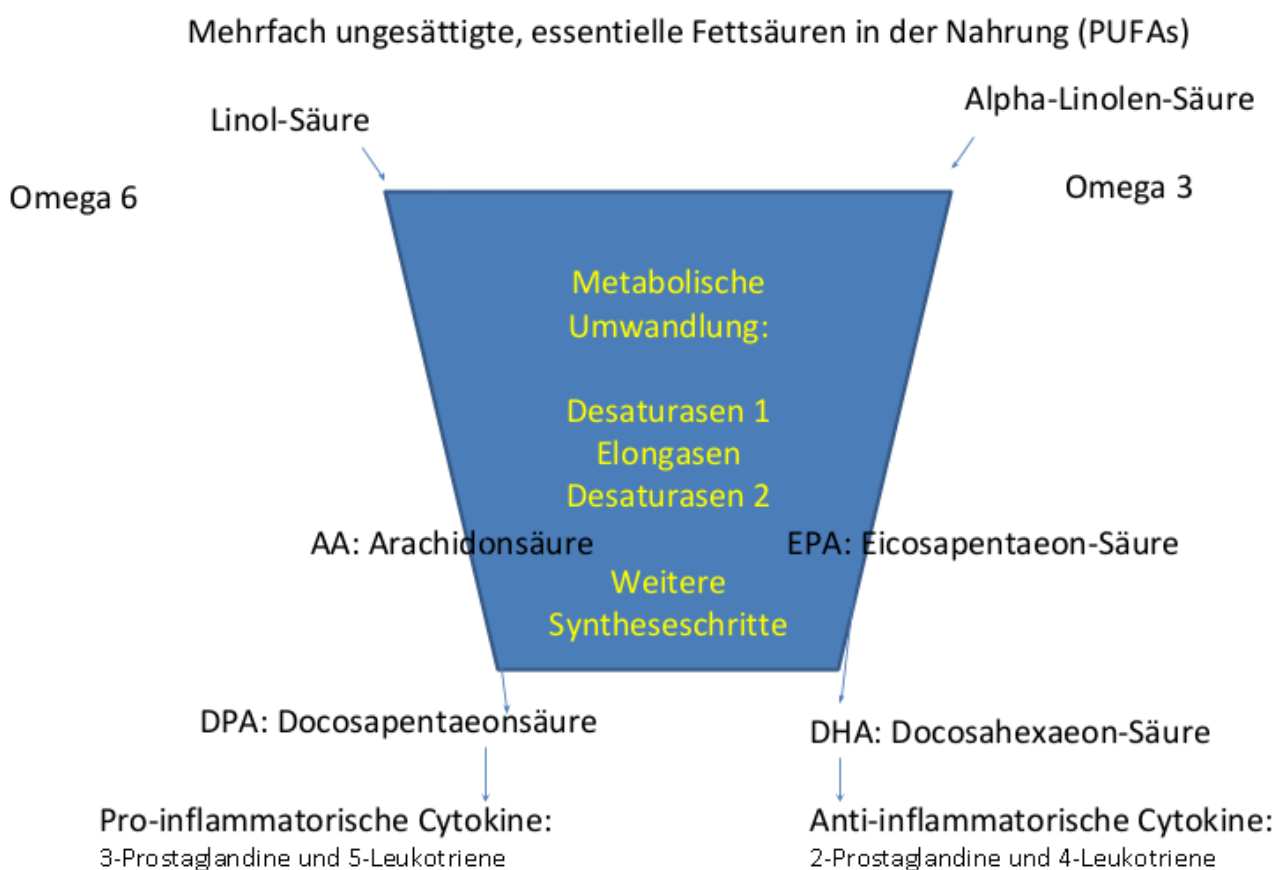 Mehrfach ungesättigte, essentielle Fettsäuren in der Nahrung (PUFAs)
Linol-Säure
Alpha-Linolen-Säure
Omega 6
Omega 3
Metabolische
Umwandlung:
Desaturasen 1
Elongasen
Desaturasen 2
AA: Arachidonsäure
EPA: Eicosapentaeon-Säure
Weitere
Syntheseschritte
DPA: Docosapentaeonsäure
DHA: Docosahexaeon-Säure
Pro-inflammatorische Cytokine:
3-Prostaglandine und 5-Leukotriene
Anti-inflammatorische Cytokine:
2-Prostaglandine und 4-Leukotriene